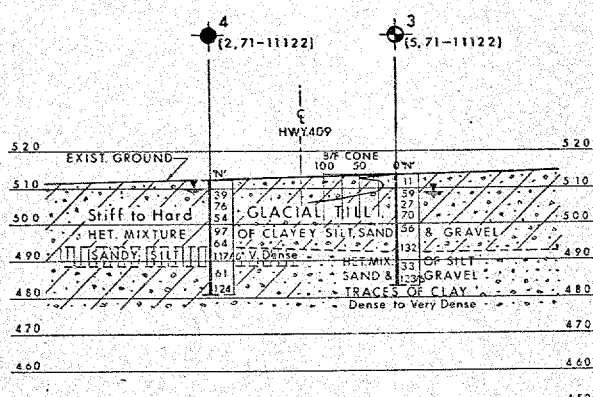 4
(2,71-11122)
3
(5,71-11122)
℄
HWY.409
520
520
EXIST. GROUND
'N'
B/F CONE
100 50 0
'N'
510
11
510
39
59
76
27
Stiff to Hard
54
GLACIAL TILL
70
500
500
HET. MIXTURE
97
OF CLAYEY SILT, SAND
56
& GRAVEL
64
132
SANDY SILT
117/6" V. Dense
490
HET. MIX. OF SILT
490
61
SAND & GRAVEL
33
124
TRACES OF CLAY
480
480
Dense to Very Dense
470
470
460
460